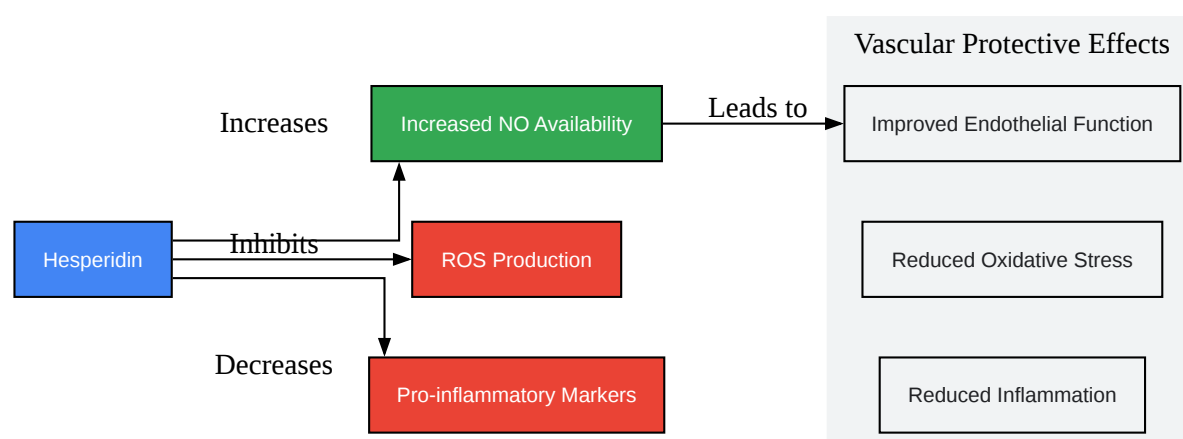 Vascular Protective Effects
Increases
Increased NO Availability
Leads to
Improved Endothelial Function
Hesperidin
Inhibits
ROS Production
Reduced Oxidative Stress
Decreases
Pro-inflammatory Markers
Reduced Inflammation